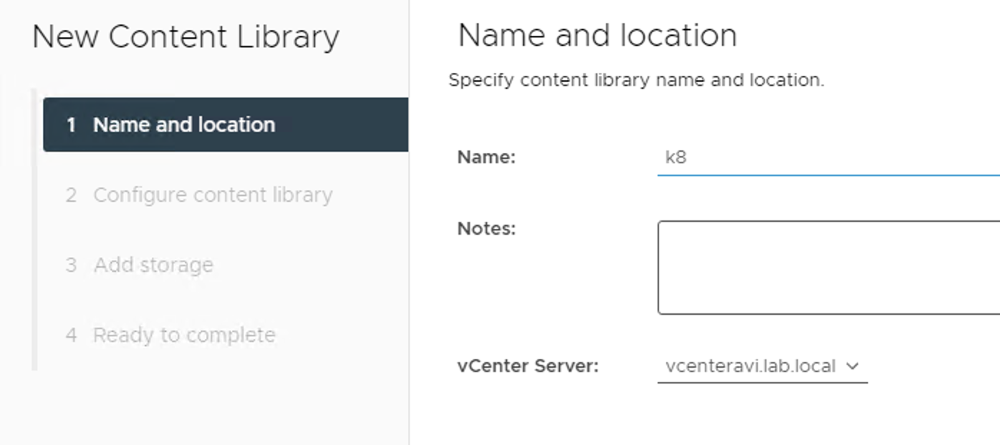 New Content Library
1 Name and location
2 Configure content library
3 Add storage
4 Ready to complete
Name and location
Specify content library name and location.
Name: k8
Notes:
vCenter Server: vcenteravi.lab.local